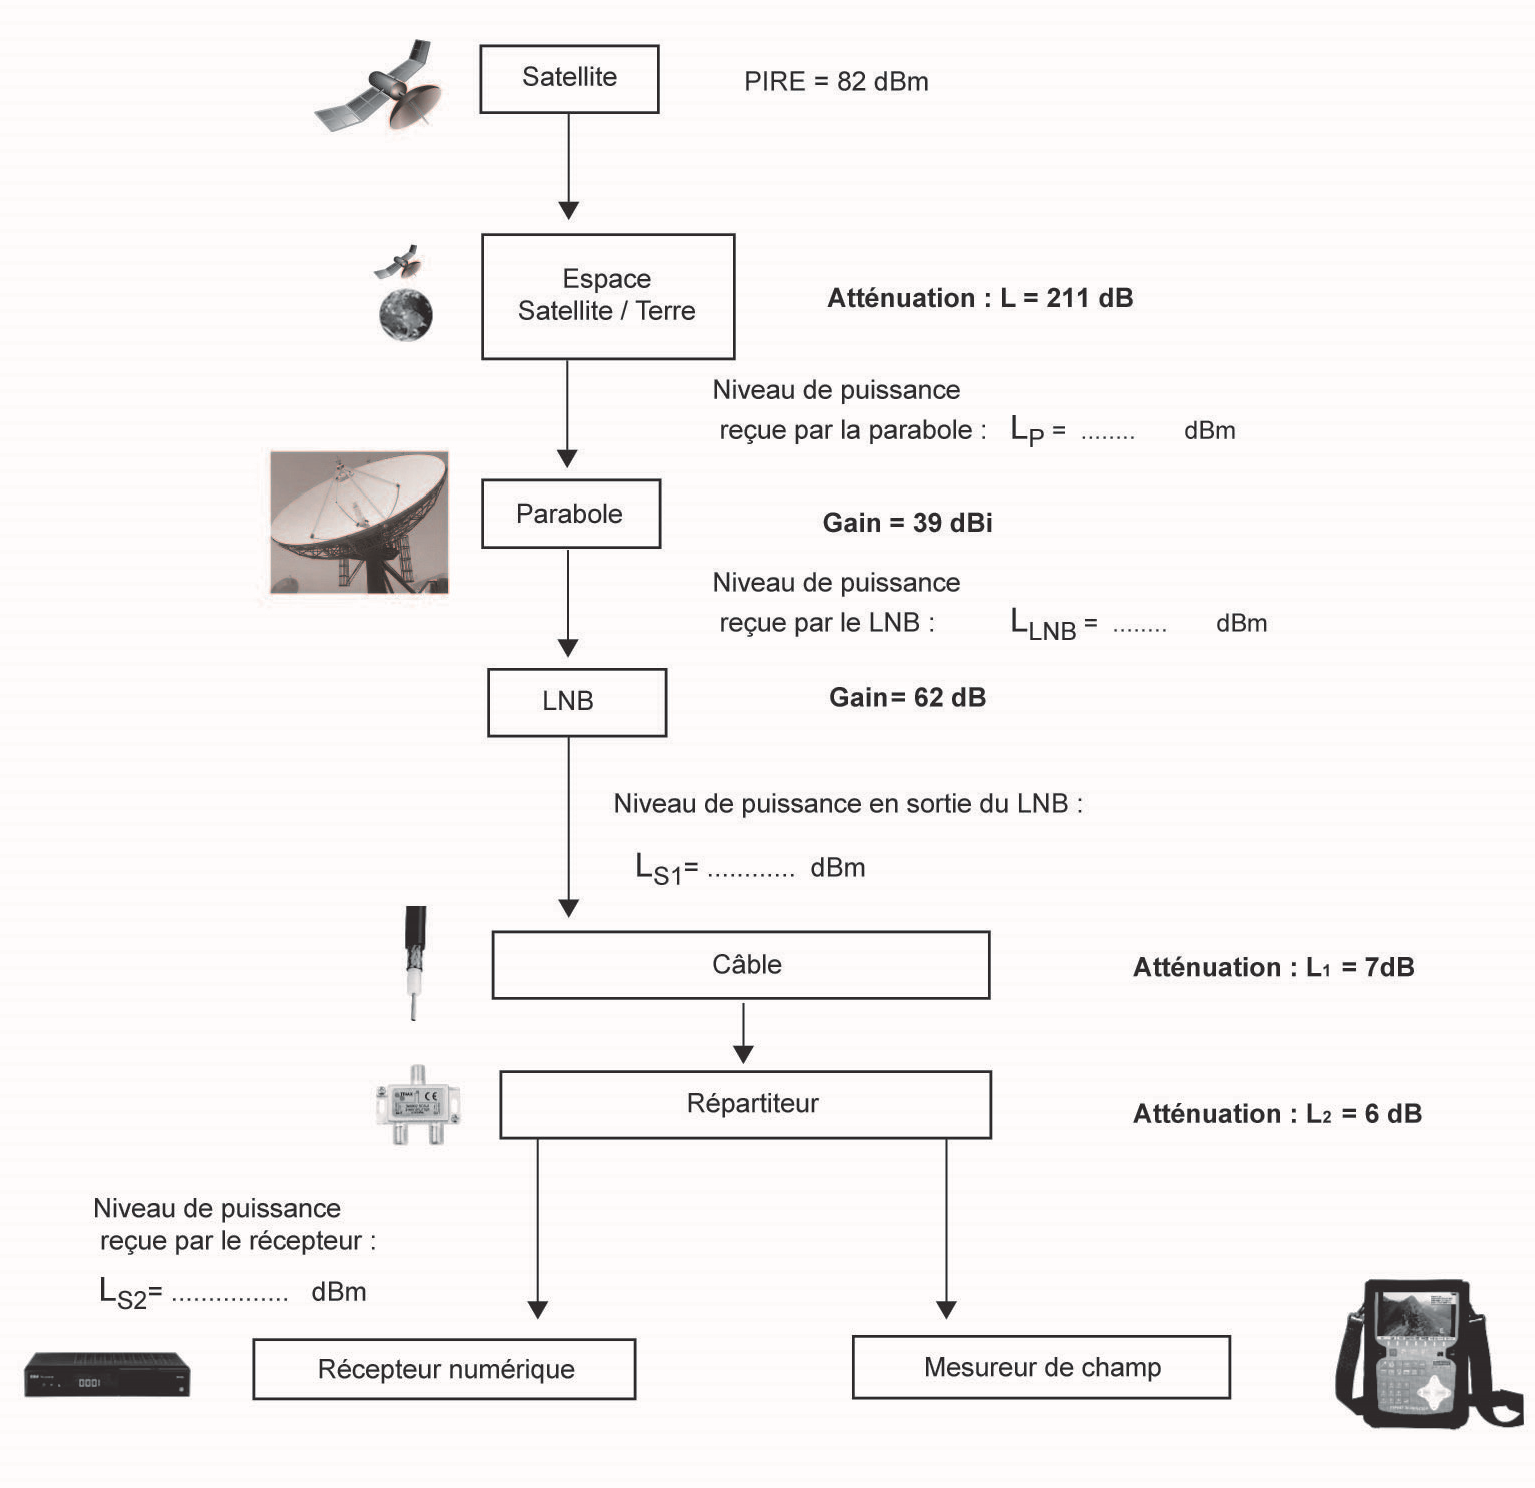 Satellite
PIRE = 82 dBm
Espace
Satellite / Terre
Atténuation : L = 211 dB
Niveau de puissance
reçue par la parabole : LP = ........ dBm
Parabole
Gain = 39 dBi
Niveau de puissance
reçue par le LNB : LLNB = ........ dBm
LNB
Gain= 62 dB
Niveau de puissance en sortie du LNB :
LS1= ............ dBm
Câble
Atténuation : L1 = 7dB
Répartiteur
Atténuation : L2 = 6 dB
Niveau de puissance
reçue par le récepteur :
LS2= ................ dBm
Récepteur numérique
Mesureur de champ
0001
CE